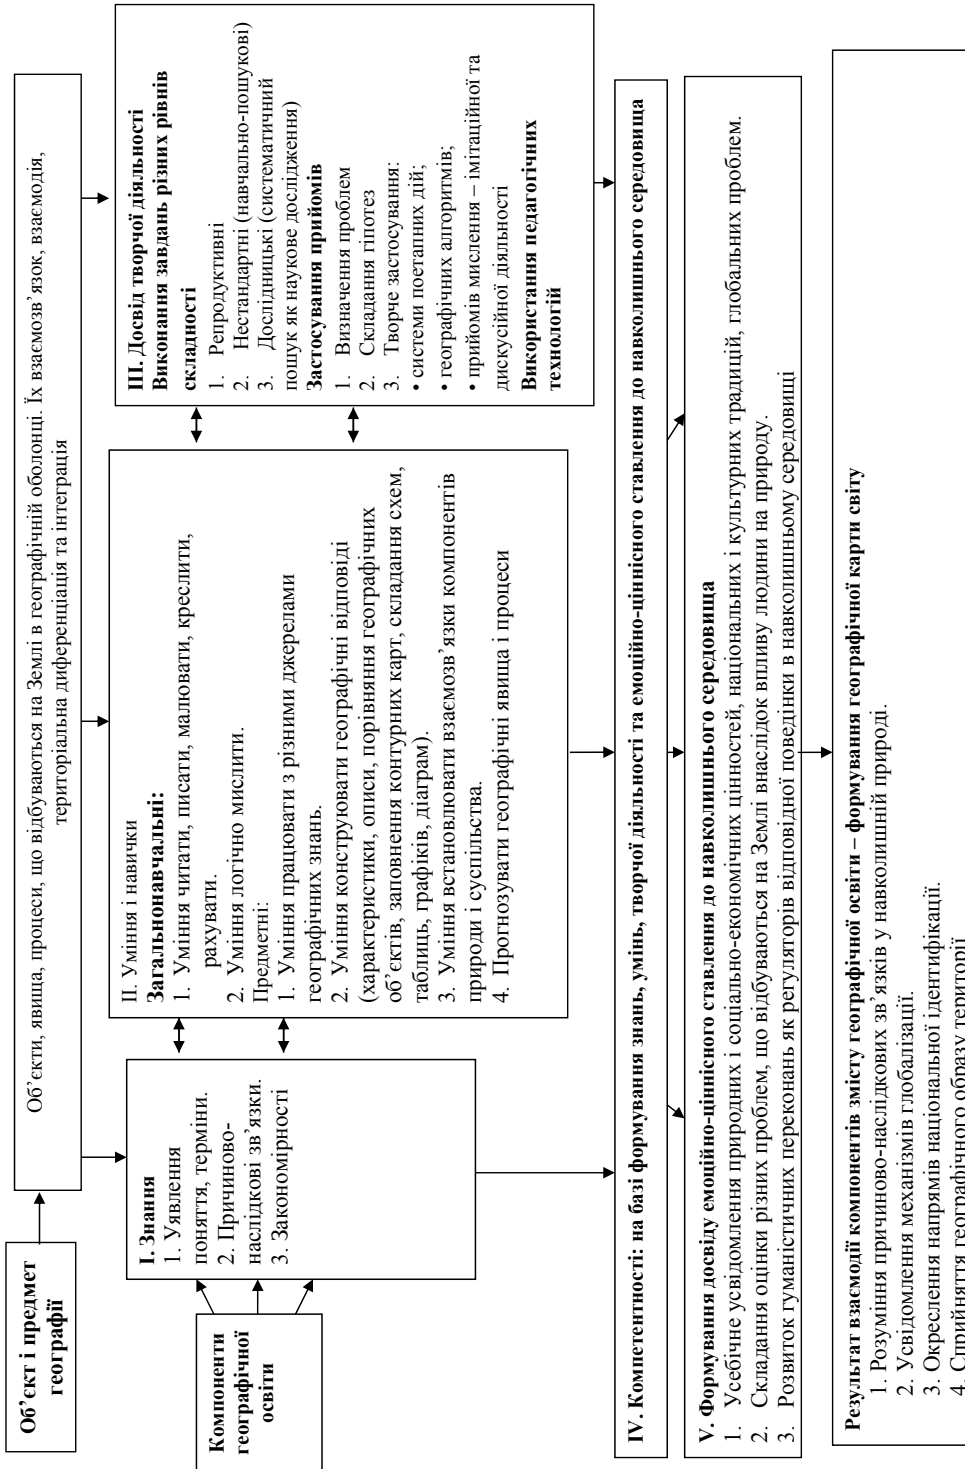 Об’єкт і предмет
географії
Об’єкти, явища, процеси, що відбуваються на Землі в географічній оболонці. Їх взаємозв’язок, взаємодія,
територіальна диференціація та інтеграція
Компоненти
географічної
освіти
І. Знання
1. Уявлення
поняття, терміни.
2. Причиново-
наслідкові зв’язки.
3. Закономірності
ІІ. Уміння і навички
Загальнонавчальні:
1. Уміння читати, писати, малювати, креслити,
рахувати.
2. Уміння логічно мислити.
Предметні:
1. Уміння працювати з різними джерелами
географічних знань.
2. Уміння конструювати географічні відповіді
(характеристики, описи, порівняння географічних
об’єктів, заповнення контурних карт, складання схем,
таблиць, графіків, діаграм).
3. Уміння встановлювати взаємозв’язки компонентів
природи і суспільства.
4. Прогнозувати географічні явища і процеси
ІІІ. Досвід творчої діяльності
Виконання завдань різних рівнів
складності
1. Репродуктивні
2. Нестандартні (навчально-пошукові)
3. Дослідницькі (систематичний
пошук як наукове дослідження)
Застосування прийомів
1. Визначення проблем
2. Складання гіпотез
3. Творче застосування:
• системи поетапних дій;
• географічних алгоритмів;
• прийомів мислення – імітаційної та
дискусійної діяльності
Використання педагогічних
технологій
IV. Компетентності: на базі формування знань, умінь, творчої діяльності та емоційно-ціннісного ставлення до навколишнього середовища
V. Формування досвіду емоційно-ціннісного ставлення до навколишнього середовища
1. Усебічне усвідомлення природних і соціально-економічних цінностей, національних і культурних традицій, глобальних проблем.
2. Складання оцінки різних проблем, що відбуваються на Землі внаслідок впливу людини на природу.
3. Розвиток гуманістичних переконань як регуляторів відповідної поведінки в навколишньому середовищі
Результат взаємодії компонентів змісту географічної освіти – формування географічної карти світу
1. Розуміння причиново-наслідкових зв’язків у навколишній природі.
2. Усвідомлення механізмів глобалізації.
3. Окреслення напрямів національної ідентифікації.
4. Сприйняття географічного образу території